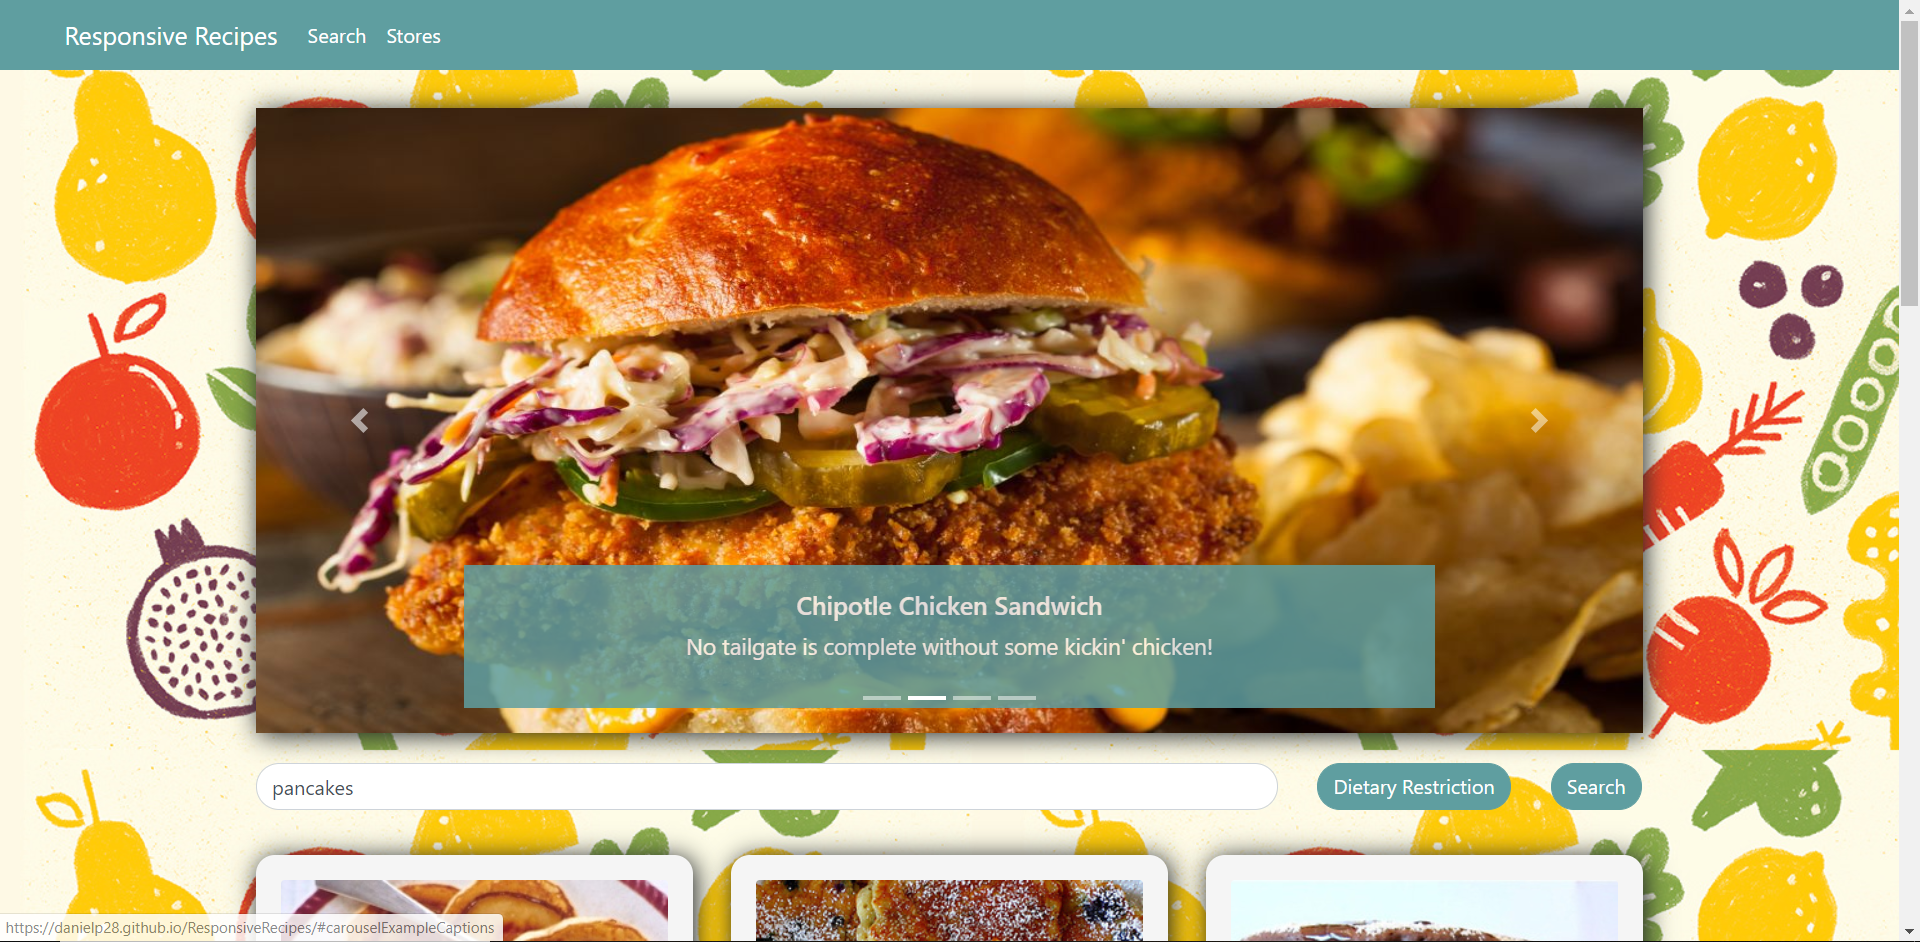 Responsive Recipes Search Stores
Chipotle Chicken Sandwich
No tailgate is complete without some kickin' chicken!
pancakes Dietary Restriction Search
https://danielp28.github.io/ResponsiveRecipes/#carouselExampleCaptions